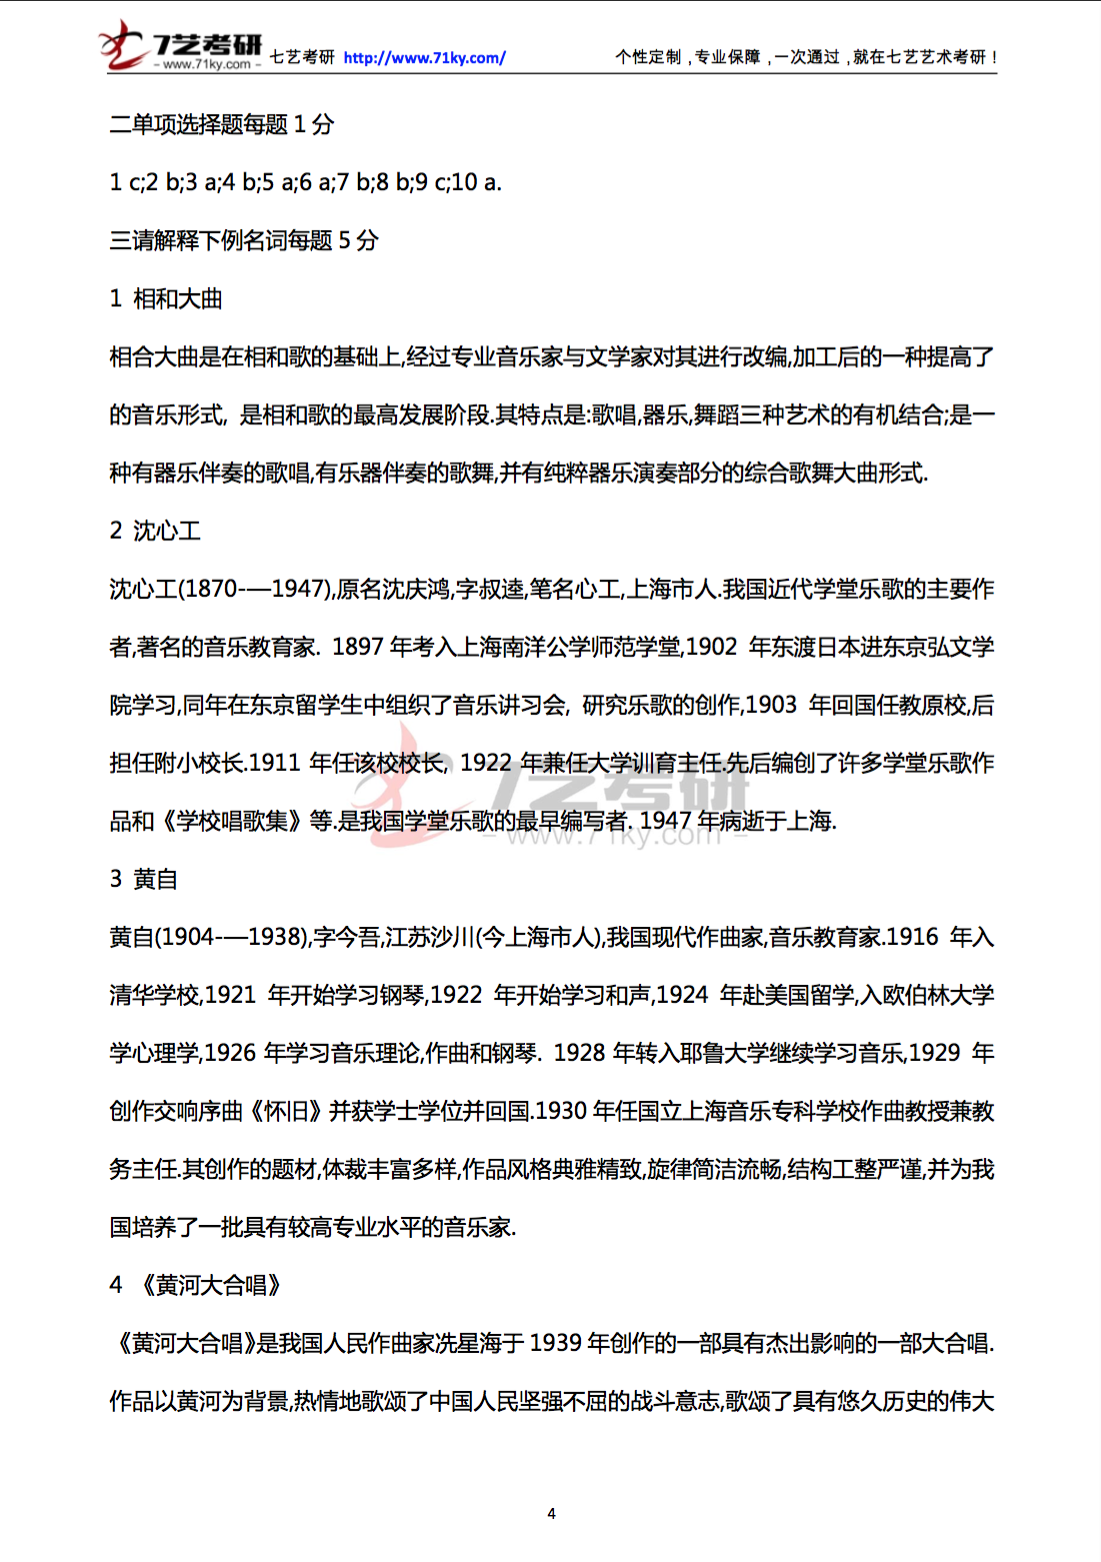 7艺考研
– www.71ky.com –
七艺考研 http://www.71ky.com/ 个性定制,专业保障,一次通过,就在七艺艺术考研!
二单项选择题每题 1 分
1 c;2 b;3 a;4 b;5 a;6 a;7 b;8 b;9 c;10 a.
三请解释下例名词每题 5 分
1 相和大曲
相合大曲是在相和歌的基础上,经过专业音乐家与文学家对其进行改编,加工后的一种提高了
的音乐形式, 是相和歌的最高发展阶段.其特点是:歌唱,器乐,舞蹈三种艺术的有机结合;是一
种有器乐伴奏的歌唱,有乐器伴奏的歌舞,并有纯粹器乐演奏部分的综合歌舞大曲形式.
2 沈心工
沈心工(1870-—1947),原名沈庆鸿,字叔逵,笔名心工,上海市人.我国近代学堂乐歌的主要作
者,著名的音乐教育家. 1897 年考入上海南洋公学师范学堂,1902 年东渡日本进东京弘文学
院学习,同年在东京留学生中组织了音乐讲习会, 研究乐歌的创作,1903 年回国任教原校,后
担任附小校长.1911 年任该校校长, 1922 年兼任大学训育主任.先后编创了许多学堂乐歌作
品和《学校唱歌集》等.是我国学堂乐歌的最早编写者. 1947 年病逝于上海.
7艺考研
– www.71ky.com –
3 黄自
黄自(1904-—1938),字今吾,江苏沙川(今上海市人),我国现代作曲家,音乐教育家.1916 年入
清华学校,1921 年开始学习钢琴,1922 年开始学习和声,1924 年赴美国留学,入欧伯林大学
学心理学,1926 年学习音乐理论,作曲和钢琴. 1928 年转入耶鲁大学继续学习音乐,1929 年
创作交响序曲《怀旧》并获学士学位并回国.1930 年任国立上海音乐专科学校作曲教授兼教
务主任.其创作的题材,体裁丰富多样,作品风格典雅精致,旋律简洁流畅,结构工整严谨,并为我
国培养了一批具有较高专业水平的音乐家.
4 《黄河大合唱》
《黄河大合唱》是我国人民作曲家冼星海于 1939 年创作的一部具有杰出影响的一部大合唱.
作品以黄河为背景,热情地歌颂了中国人民坚强不屈的战斗意志,歌颂了具有悠久历史的伟大
4